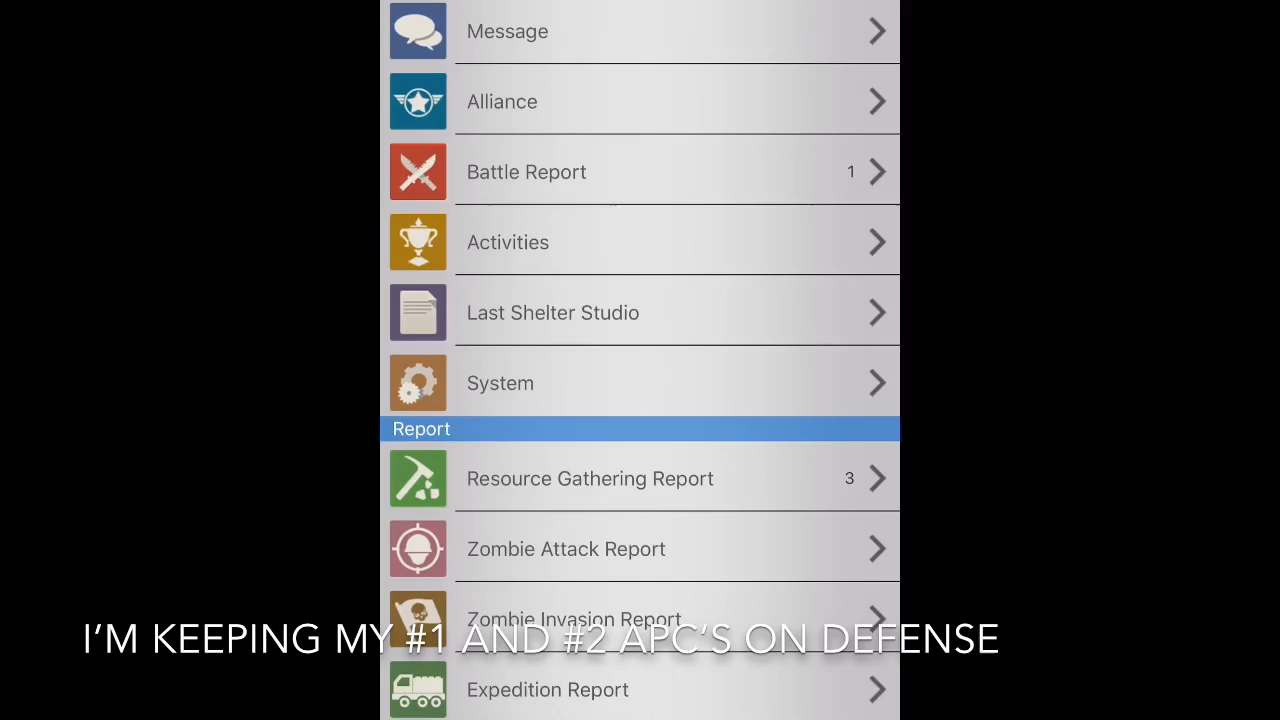 Message
Alliance
Battle Report 1
Activities
Last Shelter Studio
System
Report
Resource Gathering Report 3
Zombie Attack Report
Zombie Invasion Report
I'M KEEPING MY #1 AND #2 APC'S ON DEFENSE
Expedition Report